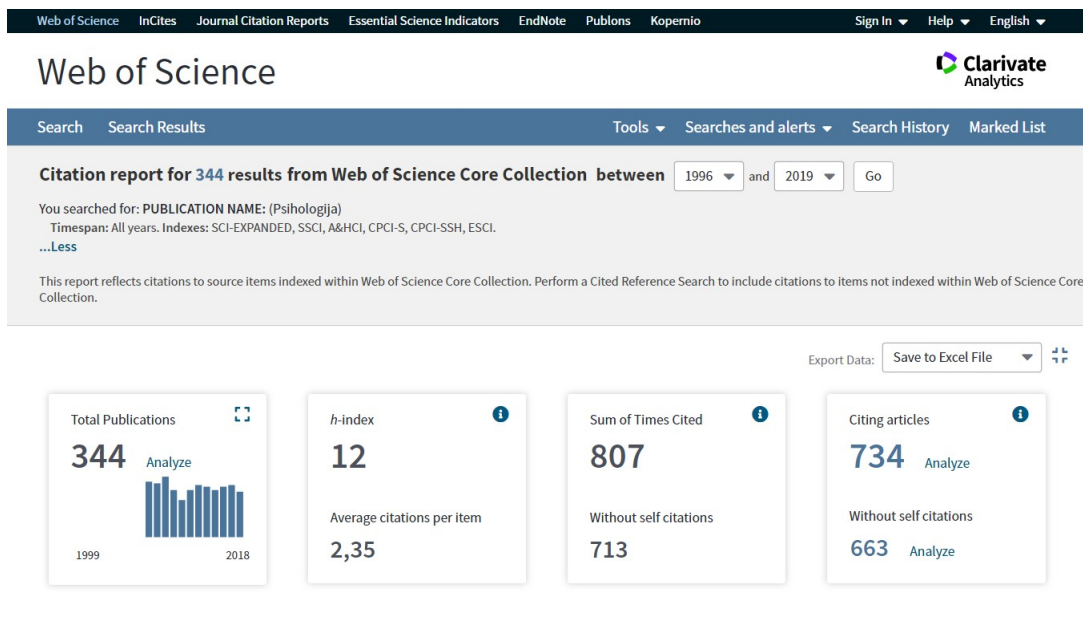 Web of Science InCites Journal Citation Reports Essential Science Indicators EndNote Publons Kopernio Sign In Help English
Web of Science
Clarivate
Analytics
Search Search Results Tools Searches and alerts Search History Marked List
Citation report for 344 results from Web of Science Core Collection between 1996 and 2019 Go
You searched for: PUBLICATION NAME: (Psihologija)
Timespan: All years. Indexes: SCI-EXPANDED, SSCI, A&HCI, CPCI-S, CPCI-SSH, ESCI.
...Less
This report reflects citations to source items indexed within Web of Science Core Collection. Perform a Cited Reference Search to include citations to items not indexed within Web of Science Core
Collection.
Export Data: Save to Excel File
Total Publications
344 Analyze
1999 2018
h-index
12
Average citations per item
2,35
Sum of Times Cited
807
Without self citations
713
Citing articles
734 Analyze
Without self citations
663 Analyze